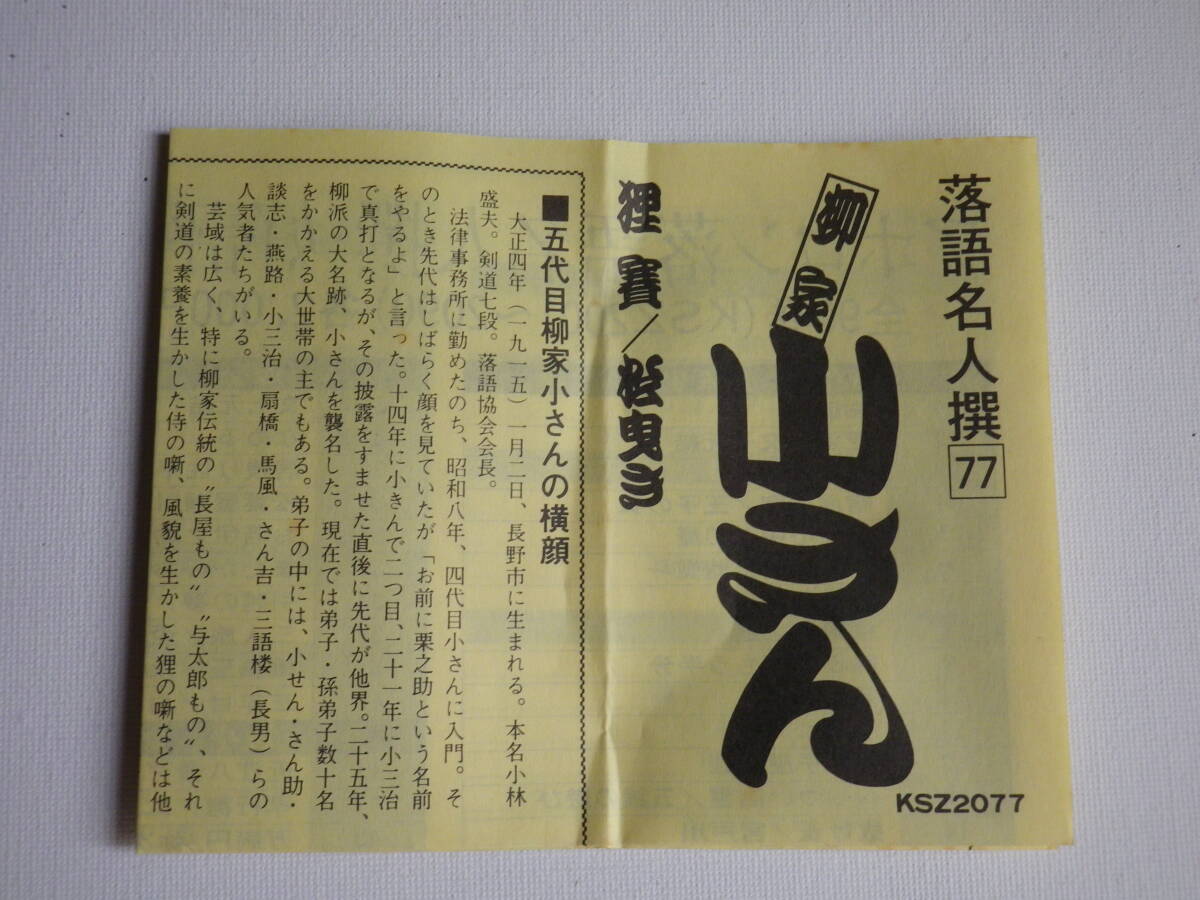 落語名人撰 77
柳家
小さん
KSZ2077
狸賽/松曳き
■五代目柳家小さんの横顔
大正四年（一九一五）一月二日、長野市に生まれる。本名小林
盛夫。剣道七段。落語協会会長。
法律事務所に勤めたのち、昭和八年、四代目小さんに入門。そ
のとき先代はしばらく顔を見ていたが「お前に栗之助という名前
をやるよ」と言った。十四年に小きんで二つ目、二十一年に小三治
で真打となるが、その披露をすませた直後に先代が他界。二十五年、
柳派の大名跡、小さんを襲名した。現在では弟子・孫弟子数十名
をかかえる大世帯の主でもある。弟子の中には、小せん・さん助・
談志・燕路・小三治・扇橋・馬風・さん吉・三語楼（長男）らの
人気者たちがいる。
芸域は広く、特に柳家伝統の〝長屋もの〟〝与太郎もの〟、それ
に剣道の素養を生かした侍の噺、風貌を生かした狸の噺などは他